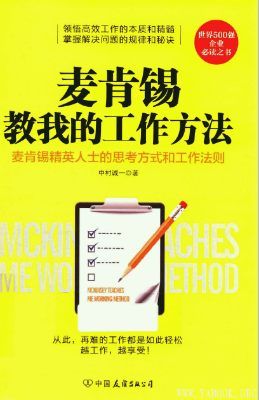 领悟高效工作的本质和精髓
掌握解决问题的规律和秘诀
世界500强
企业
必读之书
麦肯锡
教我的工作方法
麦肯锡精英人士的思考方式和工作法则
中村诚一◎著
MCKINSEY TEACHES
ME WORKING METHOD
MCKINSEY TEACHES
ME WORKING METHOD
从此，再难的工作都是如此轻松
越工作，越享受！
中国友谊出版公司